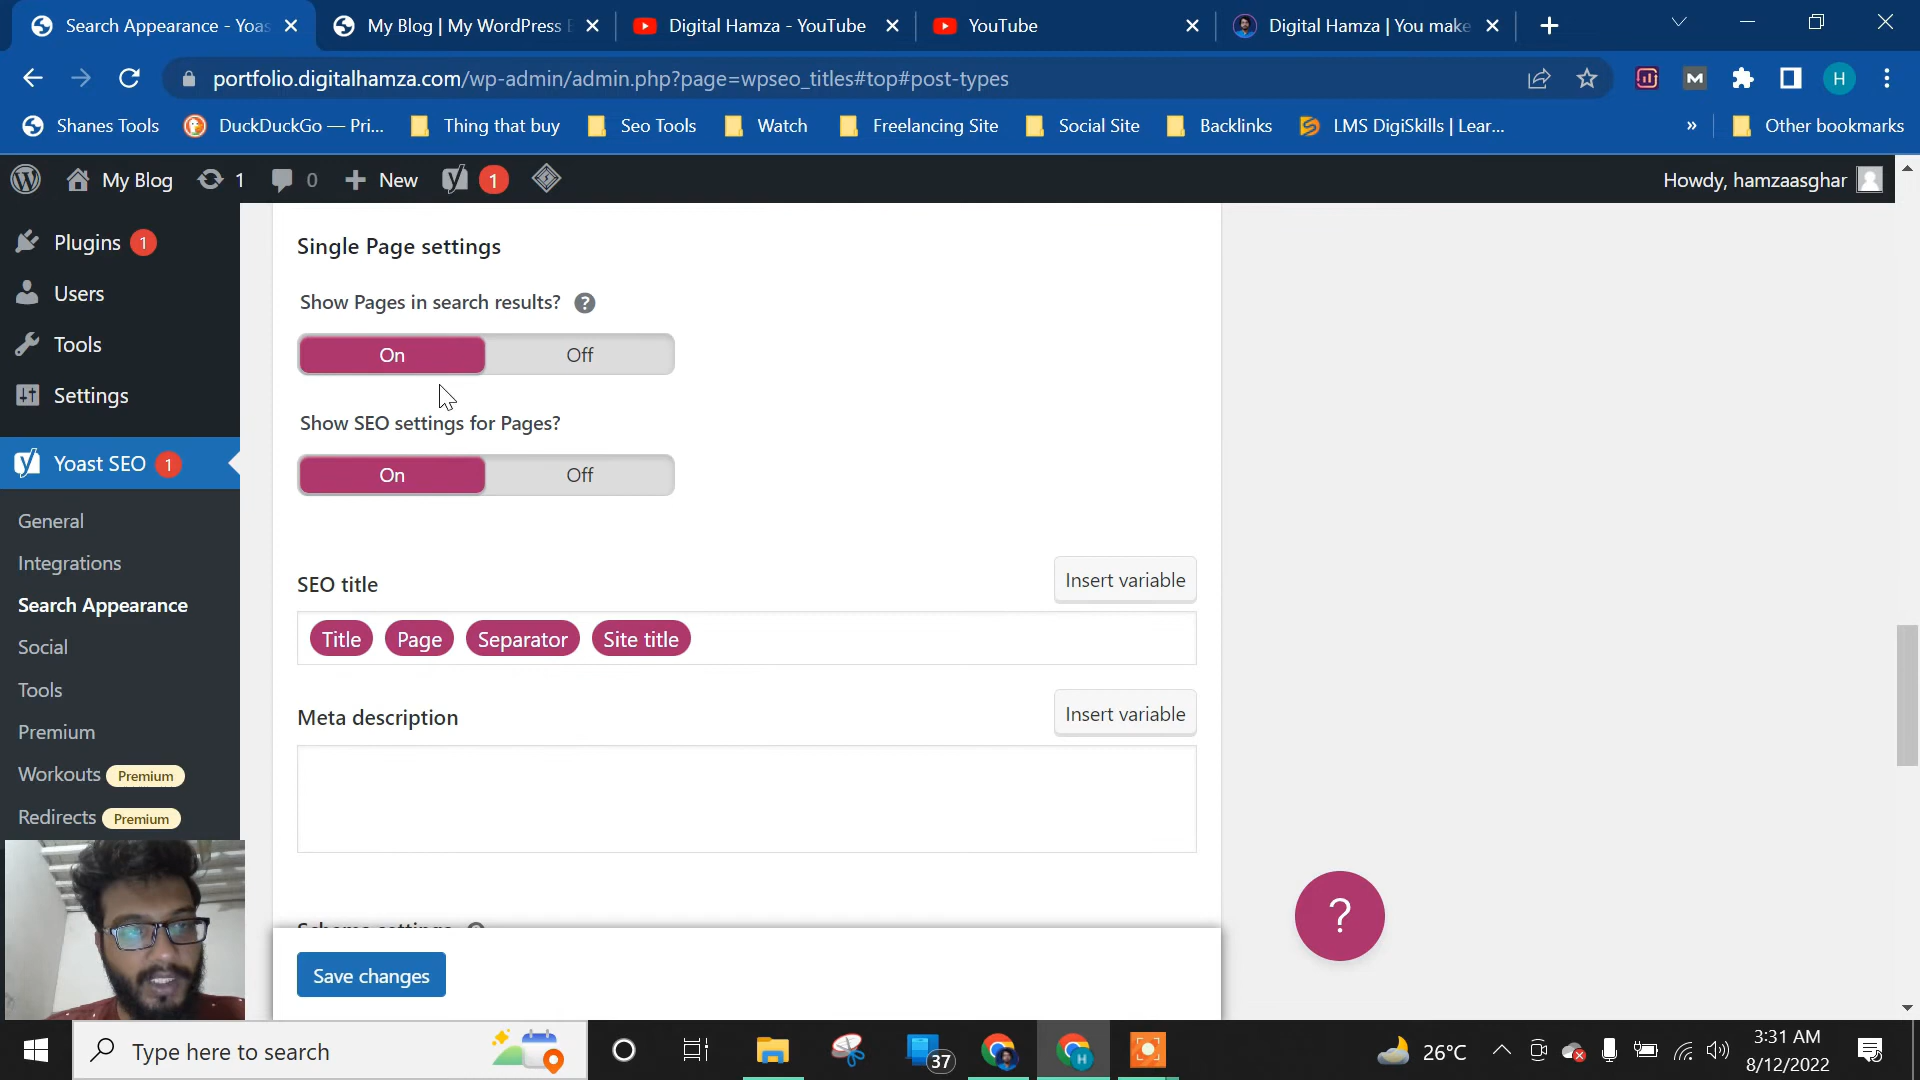 Search Appearance - Yoas
My Blog | My WordPress B
Digital Hamza - YouTube
YouTube
Digital Hamza | You make
portfolio.digitalhamza.com/wp-admin/admin.php?page=wpseo_titles#top#post-types
H
Shanes Tools
DuckDuckGo — Pri...
Thing that buy
Seo Tools
Watch
Freelancing Site
Social Site
Backlinks
LMS DigiSkills | Lear...
»
Other bookmarks
My Blog
1
0
New
1
Howdy, hamzaasghar
Plugins 1
Users
Tools
Settings
Yoast SEO 1
General
Integrations
Search Appearance
Social
Tools
Premium
Workouts Premium
Redirects Premium
Single Page settings
Show Pages in search results? ?
On Off
Show SEO settings for Pages?
On Off
SEO title
Insert variable
Title Page Separator Site title
Meta description
Insert variable
Save changes
?
Type here to search
37
H
26°C
3:31 AM
8/12/2022